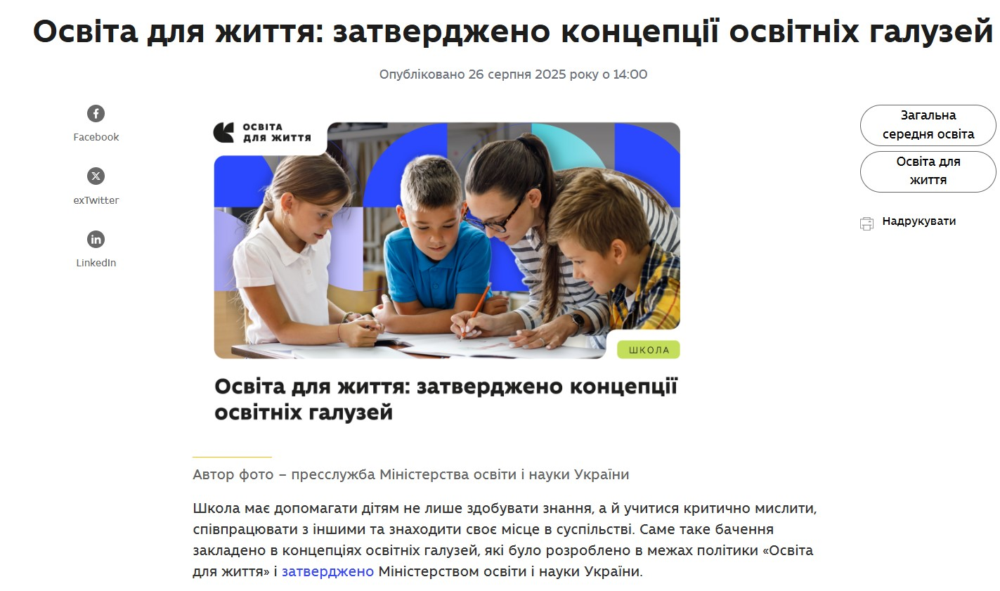 Освіта для життя: затверджено концепції освітніх галузей
Опубліковано 26 серпня 2025 року о 14:00
Facebook
exTwitter
LinkedIn
ОСВІТА
ДЛЯ ЖИТТЯ
ШКОЛА
Освіта для життя: затверджено концепції
освітніх галузей
Загальна
середня освіта
Освіта для
життя
Надрукувати
Автор фото – пресслужба Міністерства освіти і науки України
Школа має допомагати дітям не лише здобувати знання, а й учитися критично мислити,
співпрацювати з іншими та знаходити своє місце в суспільстві. Саме таке бачення
закладено в концепціях освітніх галузей, які було розроблено в межах політики «Освіта
для життя» і затверджено Міністерством освіти і науки України.